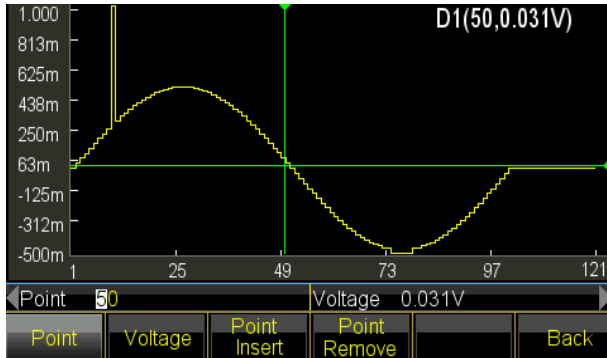 1.000
D1(50,0.031V)
813m
625m
438m
250m
63m
-125m
-312m
-500m
1 25 49 73 97 121
Point 50 Voltage 0.031V
Point Voltage Point Insert Point Remove Back